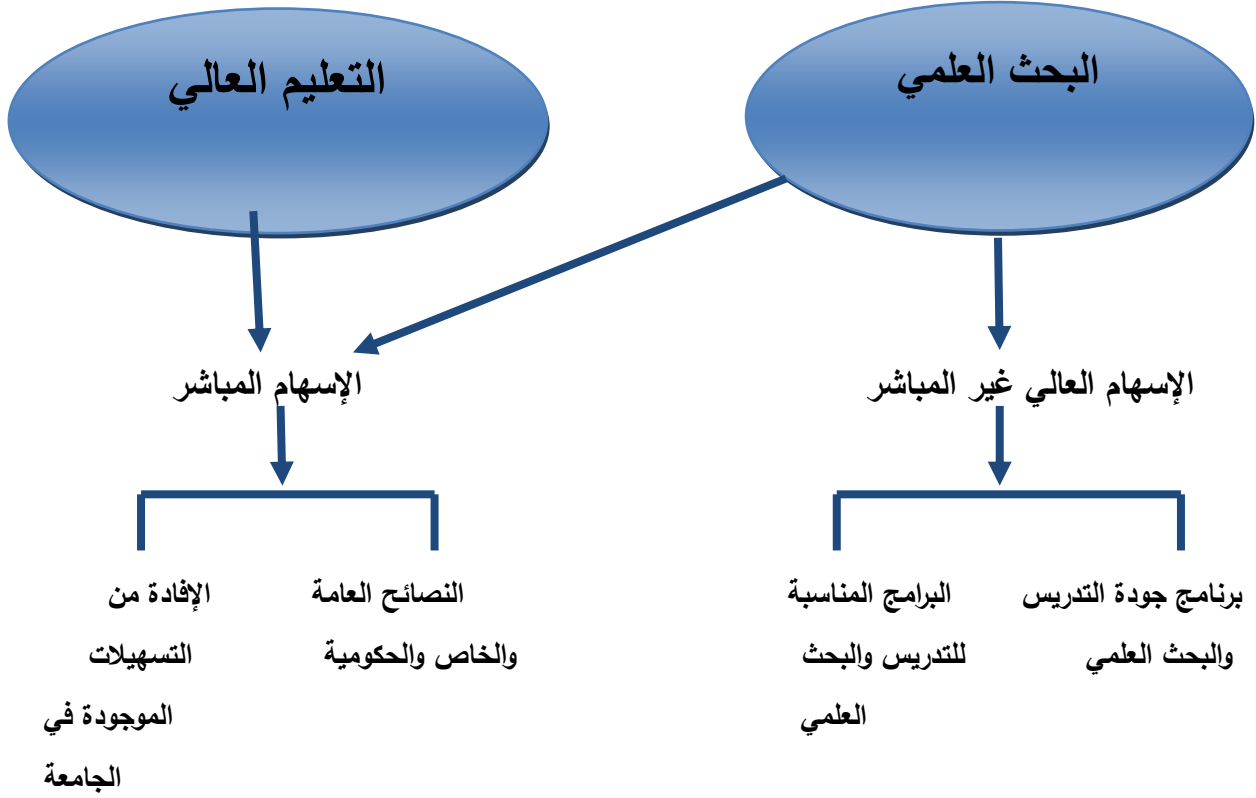 البحث العلمي
التعليم العالي
الإسهام العالي غير المباشر
الإسهام المباشر
برنامج جودة التدريس
والبحث العلمي
البرامج المناسبة
للتدريس والبحث
العلمي
النصائح العامة
والخاص والحكومية
الإفادة من
التسهيلات
الموجودة في
الجامعة